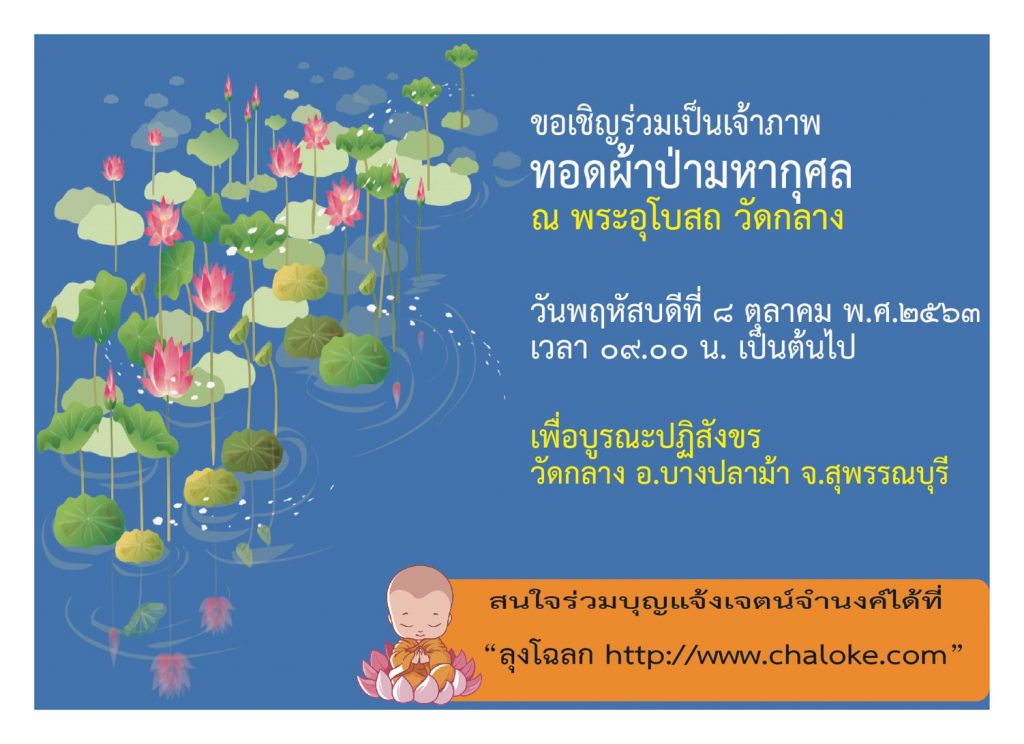 ขอเชิญร่วมเป็นเจ้าภาพ
ทอดผ้าป่ามหากุศล
ณ พระอุโบสถ วัดกลาง
วันพฤหัสบดีที่ ๘ ตุลาคม พ.ศ.๒๕๖๓
เวลา ๐๙.๐๐ น. เป็นต้นไป
เพื่อบูรณะปฏิสังขร
วัดกลาง อ.บางปลาม้า จ.สุพรรณบุรี
สนใจร่วมบุญแจ้งเจตน์จำนงค์ได้ที่
“ลุงโฉลก http://www.chaloke.com”